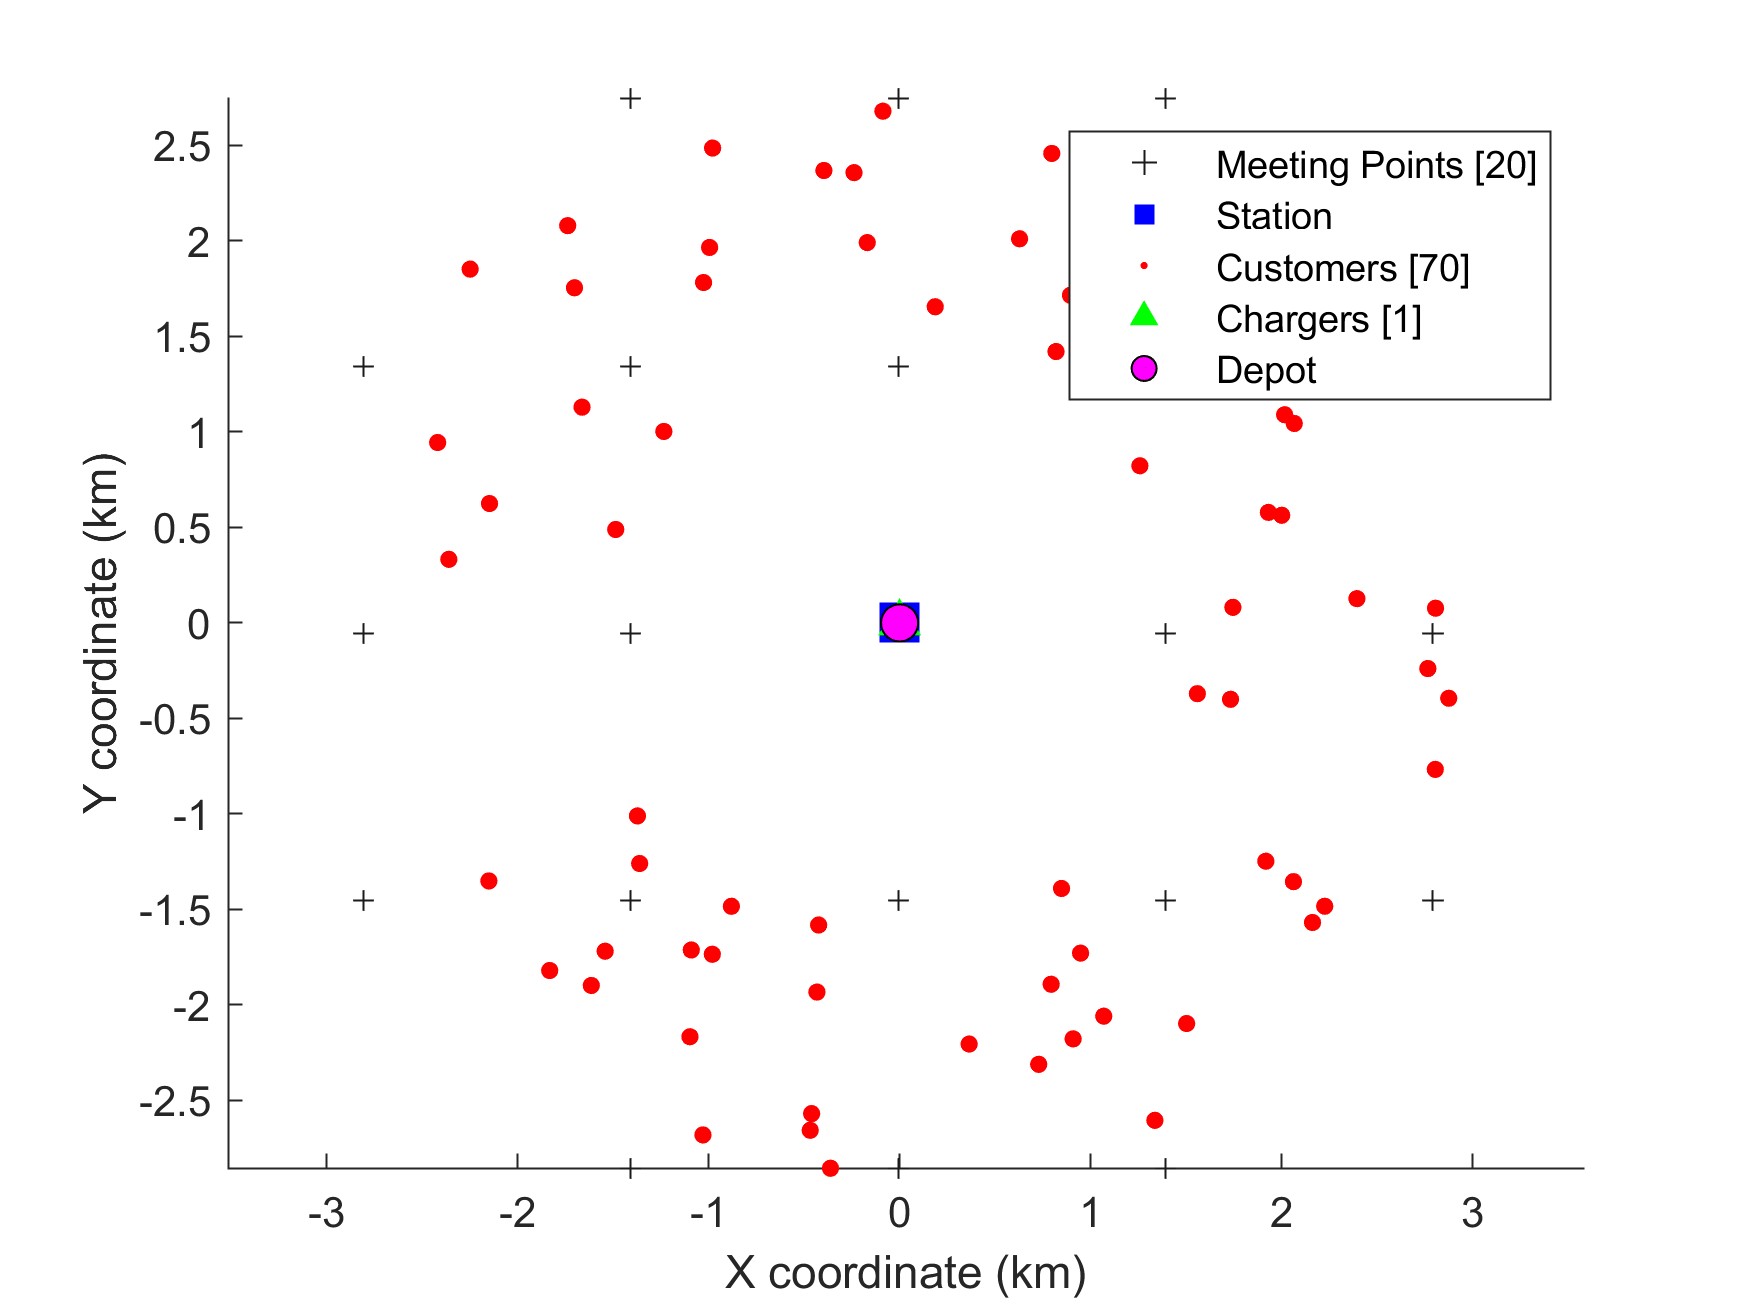 2.5
2
1.5
1
0.5
0
-0.5
-1
-1.5
-2
-2.5
Y coordinate (km)
Meeting Points [20]
Station
Customers [70]
Chargers [1]
Depot
-3 -2 -1 0 1 2 3
X coordinate (km)